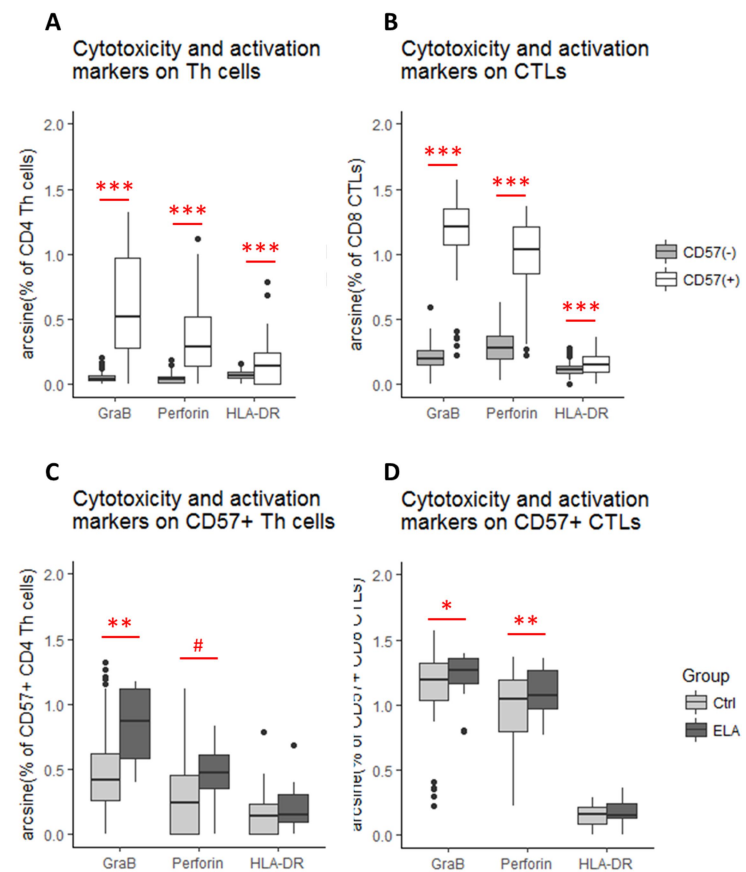 A
Cytotoxicity and activation
markers on Th cells
arcsine(% of CD4 Th cells)
2.0
1.5
1.0
0.5
0.0
***
***
***
GraB
Perforin
HLA-DR
B
Cytotoxicity and activation
markers on CTLs
arcsine(% of CD8 CTLs)
2.0
1.5
1.0
0.5
0.0
***
***
***
GraB
Perforin
HLA-DR
CD57(-)
CD57(+)
C
Cytotoxicity and activation
markers on CD57+ Th cells
arcsine(% of CD57+ CD4 Th cells)
2.0
1.5
1.0
0.5
0.0
**
#
GraB
Perforin
HLA-DR
D
Cytotoxicity and activation
markers on CD57+ CTLs
arcsine(% of CD57+ CD8 CTLs)
2.0
1.5
1.0
0.5
0.0
*
**
GraB
Perforin
HLA-DR
Group
Ctrl
ELA